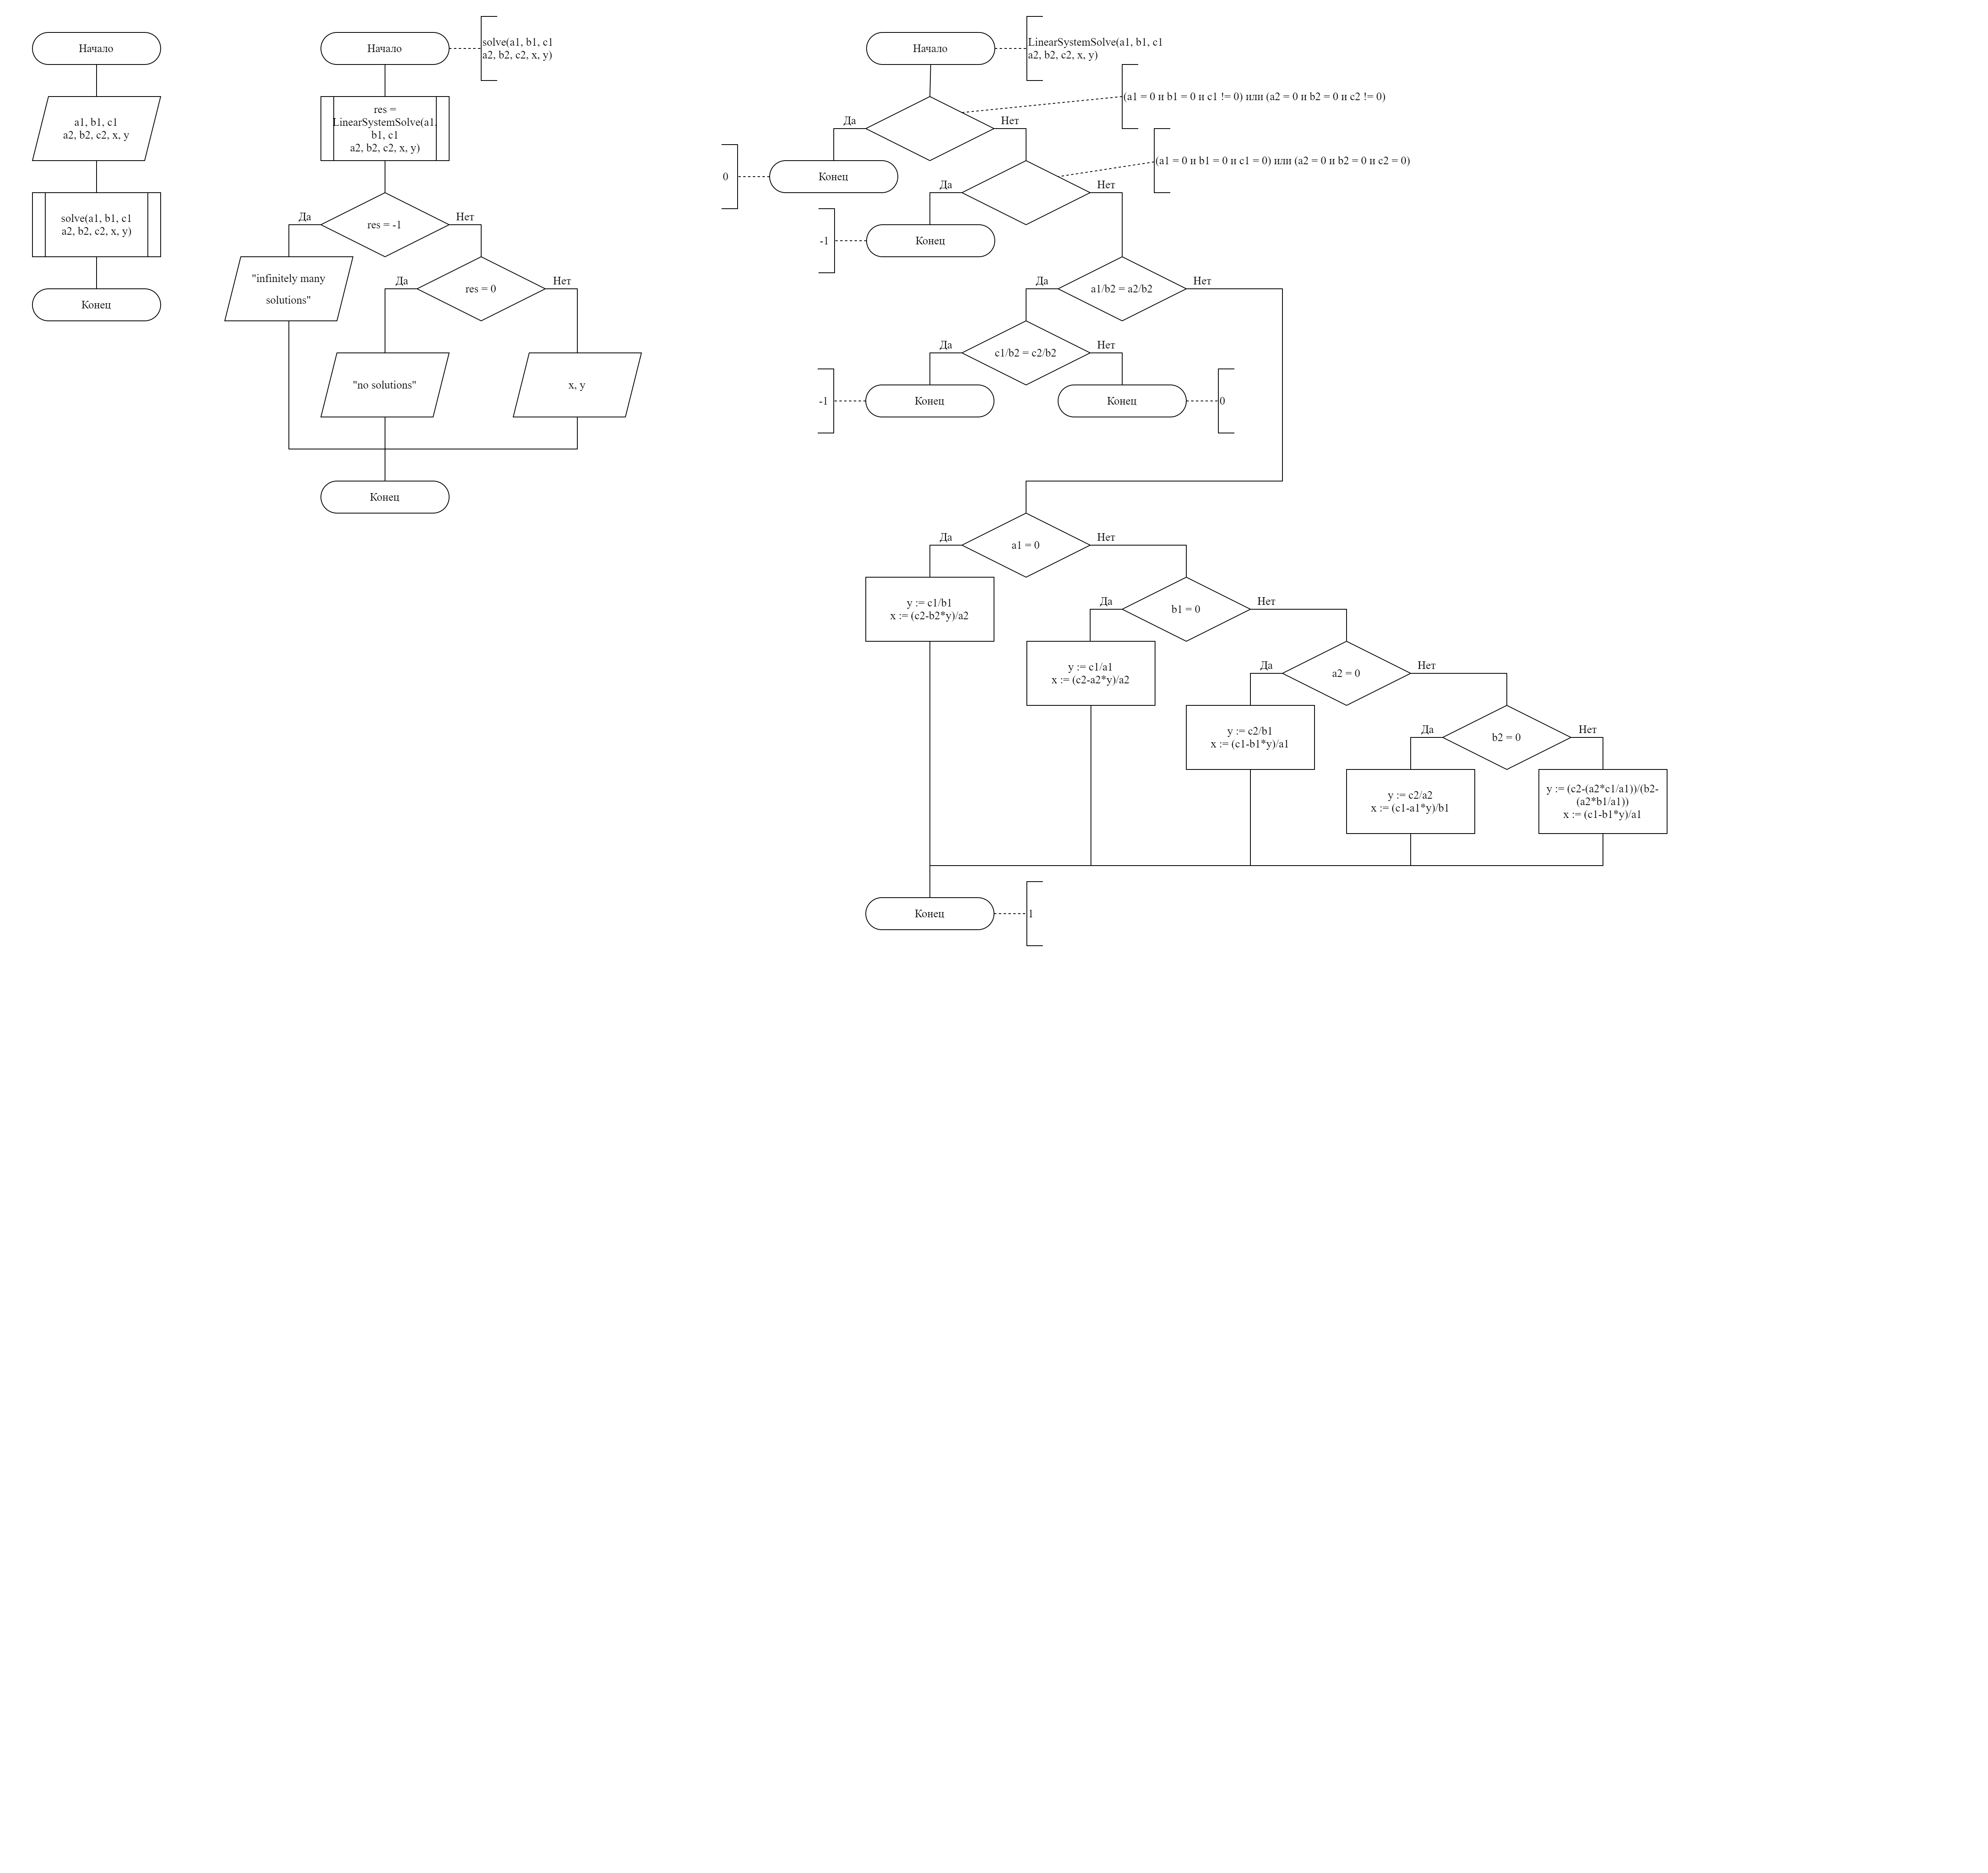 Начало
a1, b1, c1
a2, b2, c2, x, y
solve(a1, b1, c1
a2, b2, c2, x, y)
Конец
Начало
solve(a1, b1, c1
a2, b2, c2, x, y)
res =
LinearSystemSolve(a1,
b1, c1
a2, b2, c2, x, y)
Да
res = -1
Нет
"infinitely many
solutions"
Да
res = 0
Нет
"no solutions"
x, y
Конец
Начало
LinearSystemSolve(a1, b1, c1
a2, b2, c2, x, y)
(a1 = 0 и b1 = 0 и c1 != 0) или (a2 = 0 и b2 = 0 и c2 != 0)
Да
Нет
(a1 = 0 и b1 = 0 и c1 = 0) или (a2 = 0 и b2 = 0 и c2 = 0)
0
Конец
Да
Нет
-1
Конец
Да
a1/b2 = a2/b2
Нет
Да
c1/b2 = c2/b2
Нет
-1
Конец
Конец
0
Да
a1 = 0
Нет
y := c1/b1
x := (c2-b2*y)/a2
Да
b1 = 0
Нет
y := c1/a1
x := (c2-a2*y)/a2
Да
a2 = 0
Нет
y := c2/b1
x := (c1-b1*y)/a1
Да
b2 = 0
Нет
y := c2/a2
x := (c1-a1*y)/b1
y := (c2-(a2*c1/a1))/(b2-
(a2*b1/a1))
x := (c1-b1*y)/a1
Конец
1